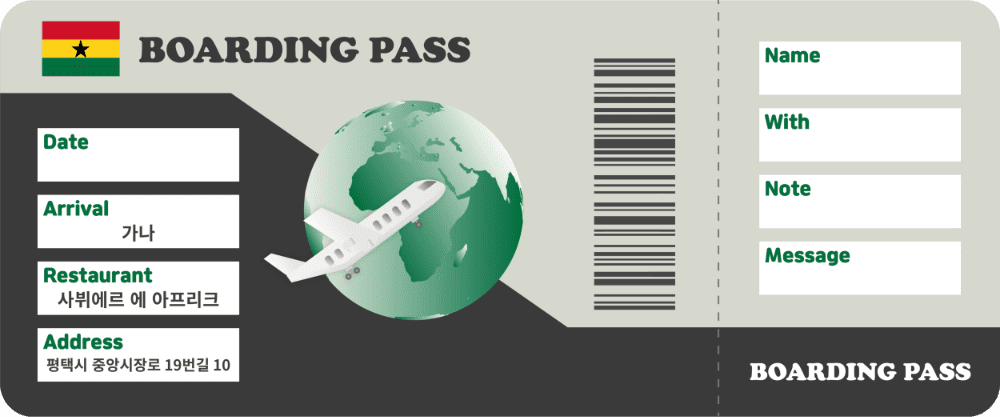 BOARDING PASS
Date
Arrival
가나
Restaurant
사뷔에르 에 아프리크
Address
평택시 중앙시장로 19번길 10
Name
With
Note
Message
BOARDING PASS